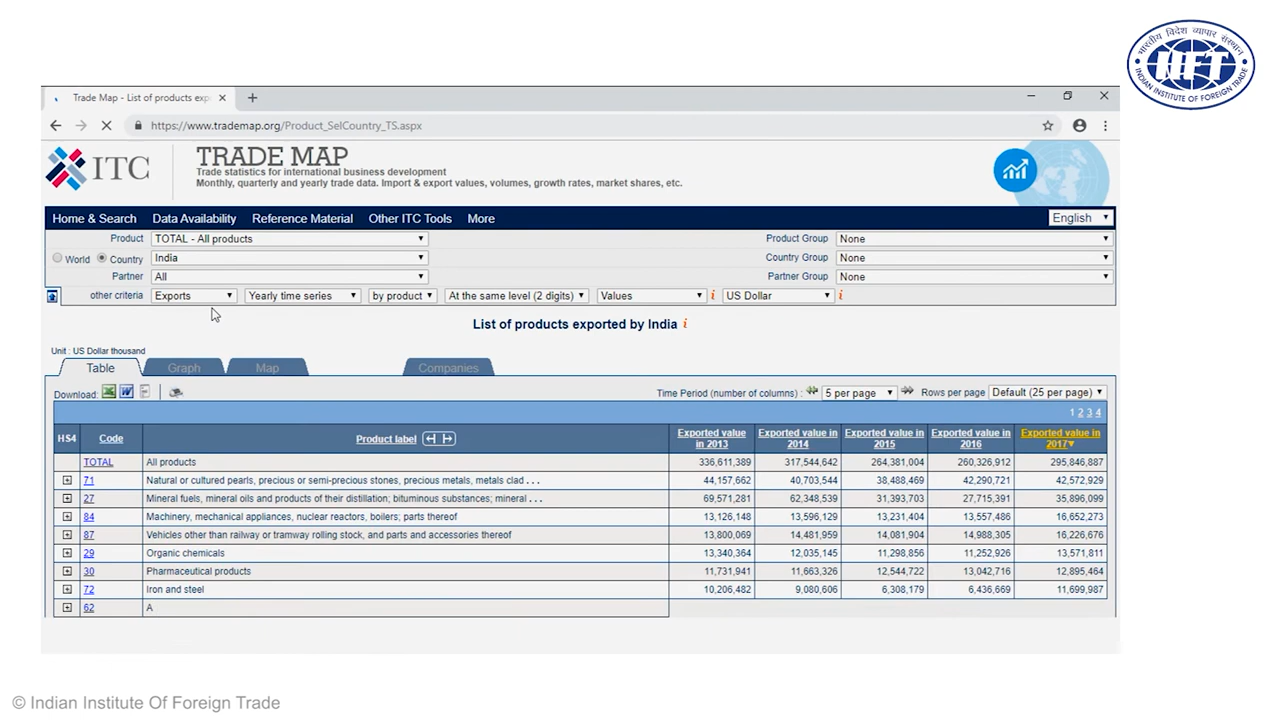 भारतीय विदेश व्यापार संस्थान
IIFT
INDIAN INSTITUTE OF FOREIGN TRADE
Trade Map - List of products exp
https://www.trademap.org/Product_SelCountry_TS.aspx
ITC
TRADE MAP
Trade statistics for international business development
Monthly, quarterly and yearly trade data. Import & export values, volumes, growth rates, market shares, etc.
Home & Search Data Availability Reference Material Other ITC Tools More English
Product TOTAL - All products Product Group None
World Country India Country Group None
Partner All Partner Group None
other criteria Exports Yearly time series by product At the same level (2 digits) Values i US Dollar i
List of products exported by India i
Unit : US Dollar thousand
Table Graph Map Companies
Download: Time Period (number of columns) : 5 per page Rows per page Default (25 per page)
1 2 3 4
HS4 Code Product label Exported value in 2013 Exported value in 2014 Exported value in 2015 Exported value in 2016 Exported value in 2017
TOTAL All products 336,611,389 317,544,642 264,381,004 260,326,912 295,846,887
71 Natural or cultured pearls, precious or semi-precious stones, precious metals, metals clad ... 44,157,662 40,703,544 38,488,469 42,290,721 42,572,929
27 Mineral fuels, mineral oils and products of their distillation; bituminous substances; mineral ... 69,571,281 62,348,539 31,393,703 27,715,391 35,896,099
84 Machinery, mechanical appliances, nuclear reactors, boilers; parts thereof 13,126,148 13,596,129 13,231,404 13,557,486 16,652,273
87 Vehicles other than railway or tramway rolling stock, and parts and accessories thereof 13,800,069 14,481,959 14,081,904 14,988,305 16,226,676
29 Organic chemicals 13,340,364 12,035,145 11,298,856 11,252,926 13,571,811
30 Pharmaceutical products 11,731,941 11,663,326 12,544,722 13,042,716 12,895,464
72 Iron and steel 10,206,482 9,080,606 6,308,179 6,436,669 11,699,987
62 A
© Indian Institute Of Foreign Trade